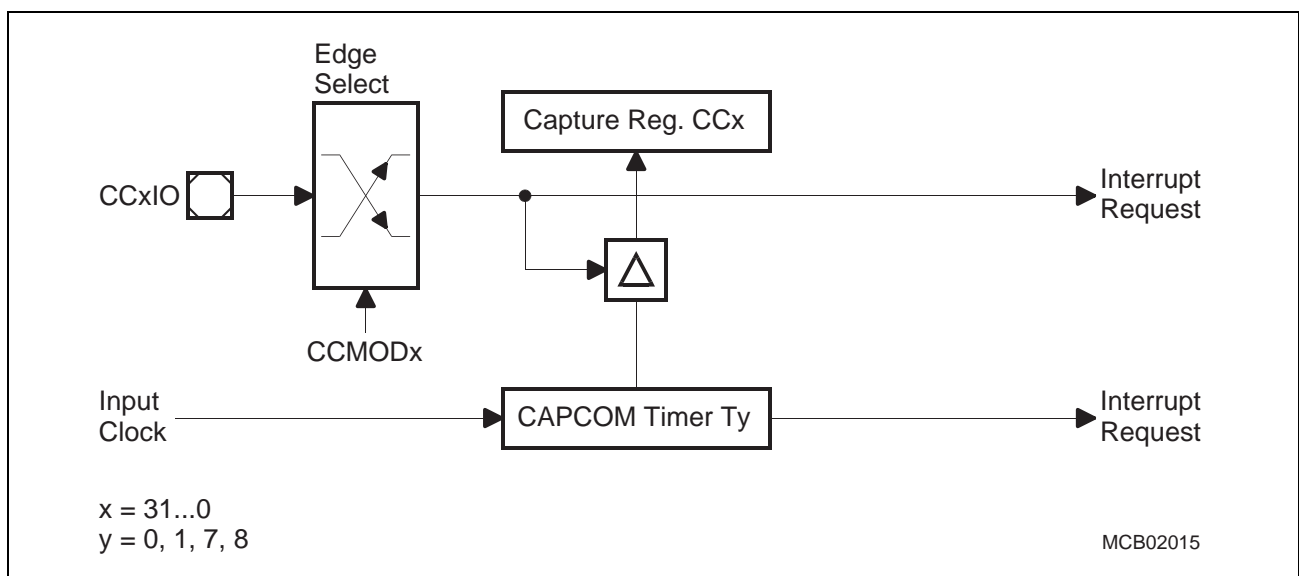 Edge
Select
Capture Reg. CCx
CCxIO
Interrupt
Request
CCMODx
Input
Clock
CAPCOM Timer Ty
Interrupt
Request
x = 31...0
y = 0, 1, 7, 8
MCB02015